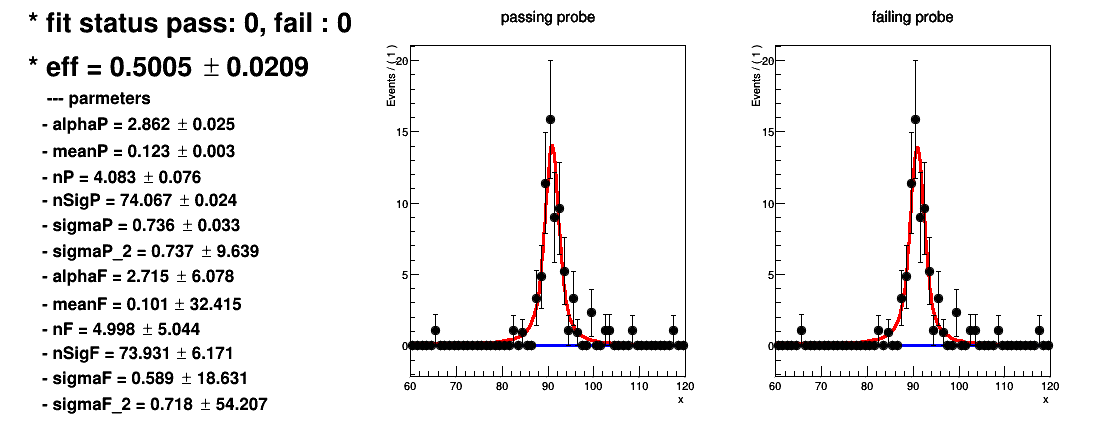 * fit status pass: 0, fail : 0
* eff = 0.5005 ± 0.0209
--- parmeters
- alphaP = 2.862 ± 0.025
- meanP = 0.123 ± 0.003
- nP = 4.083 ± 0.076
- nSigP = 74.067 ± 0.024
- sigmaP = 0.736 ± 0.033
- sigmaP_2 = 0.737 ± 9.639
- alphaF = 2.715 ± 6.078
- meanF = 0.101 ± 32.415
- nF = 4.998 ± 5.044
- nSigF = 73.931 ± 6.171
- sigmaF = 0.589 ± 18.631
- sigmaF_2 = 0.718 ± 54.207
passing probe
Events / ( 1 )
20
15
10
5
0
60 70 80 90 100 110 120
x
failing probe
Events / ( 1 )
20
15
10
5
0
60 70 80 90 100 110 120
x